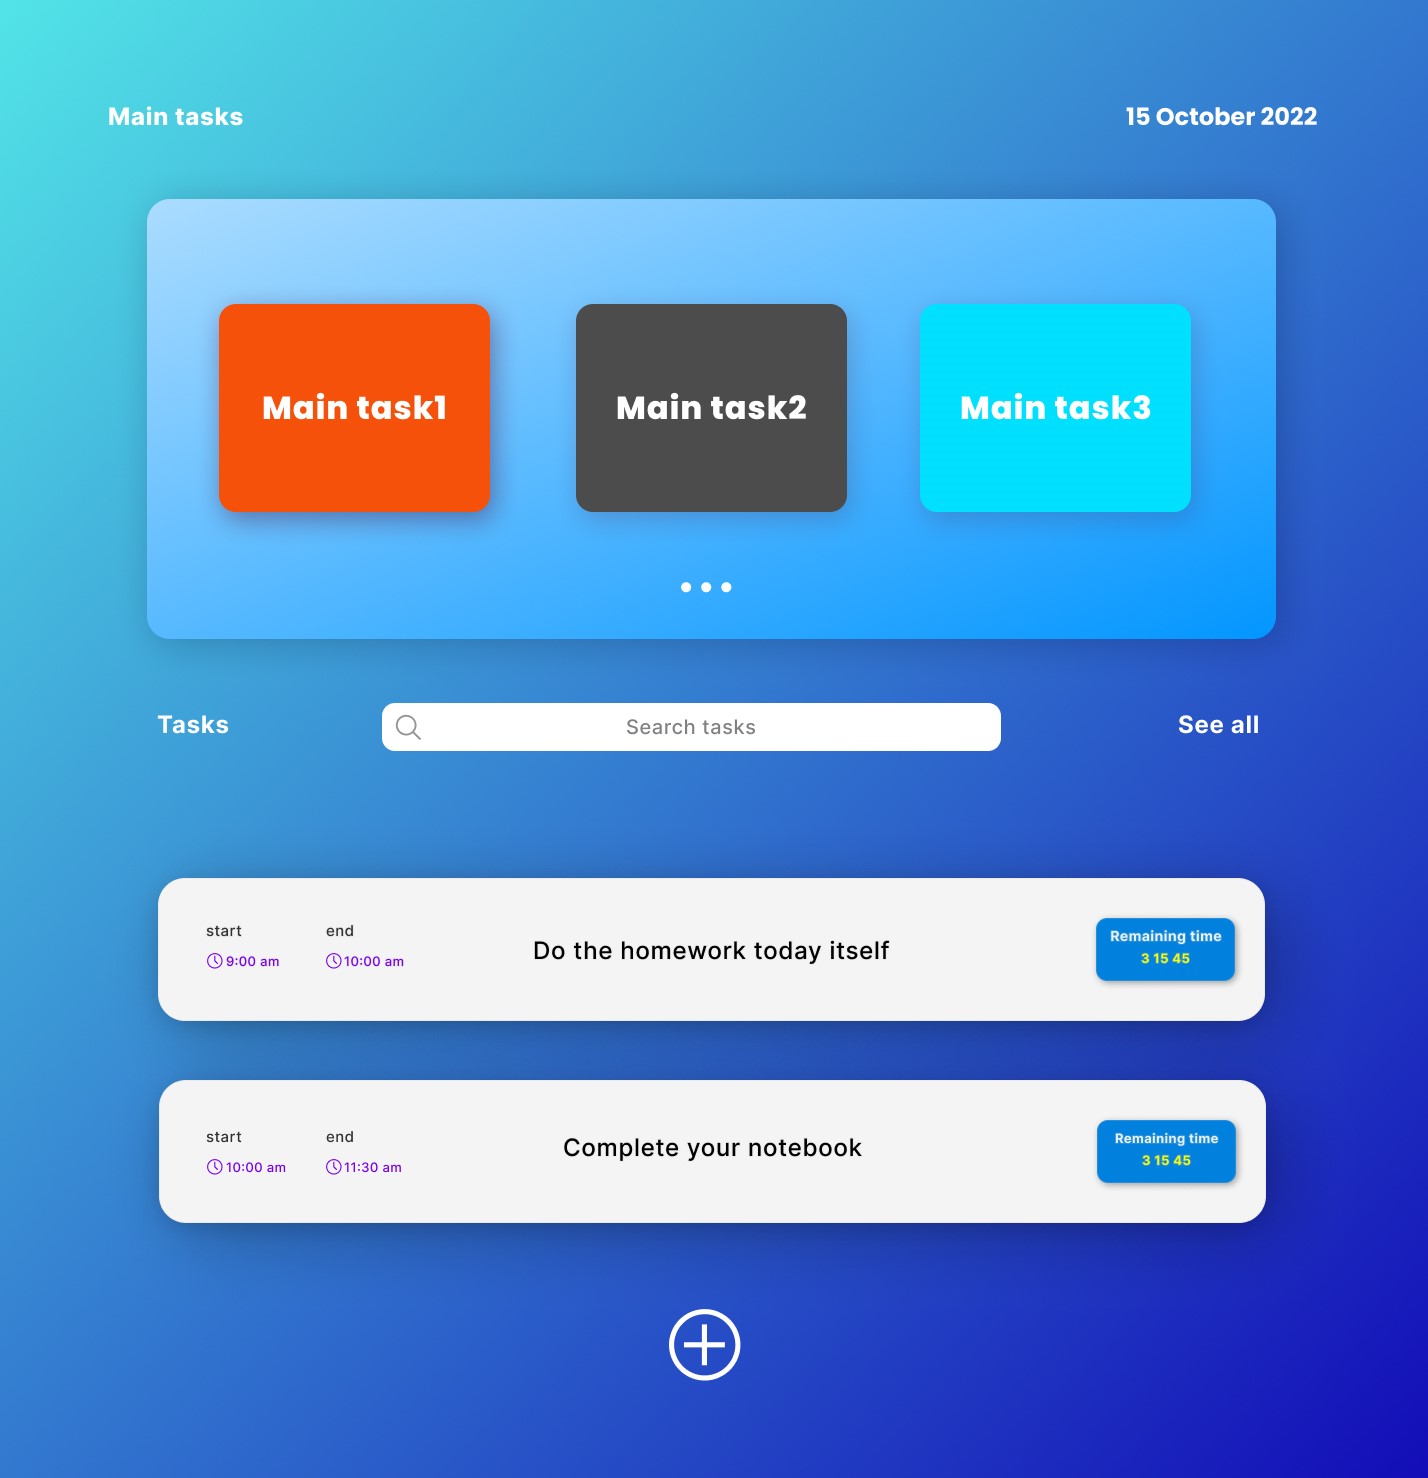 Main tasks
15 October 2022
Main task1
Main task2
Main task3
Tasks
Search tasks
See all
start
end
9:00 am
10:00 am
Do the homework today itself
Remaining time
3 15 45
start
end
10:00 am
11:30 am
Complete your notebook
Remaining time
3 15 45